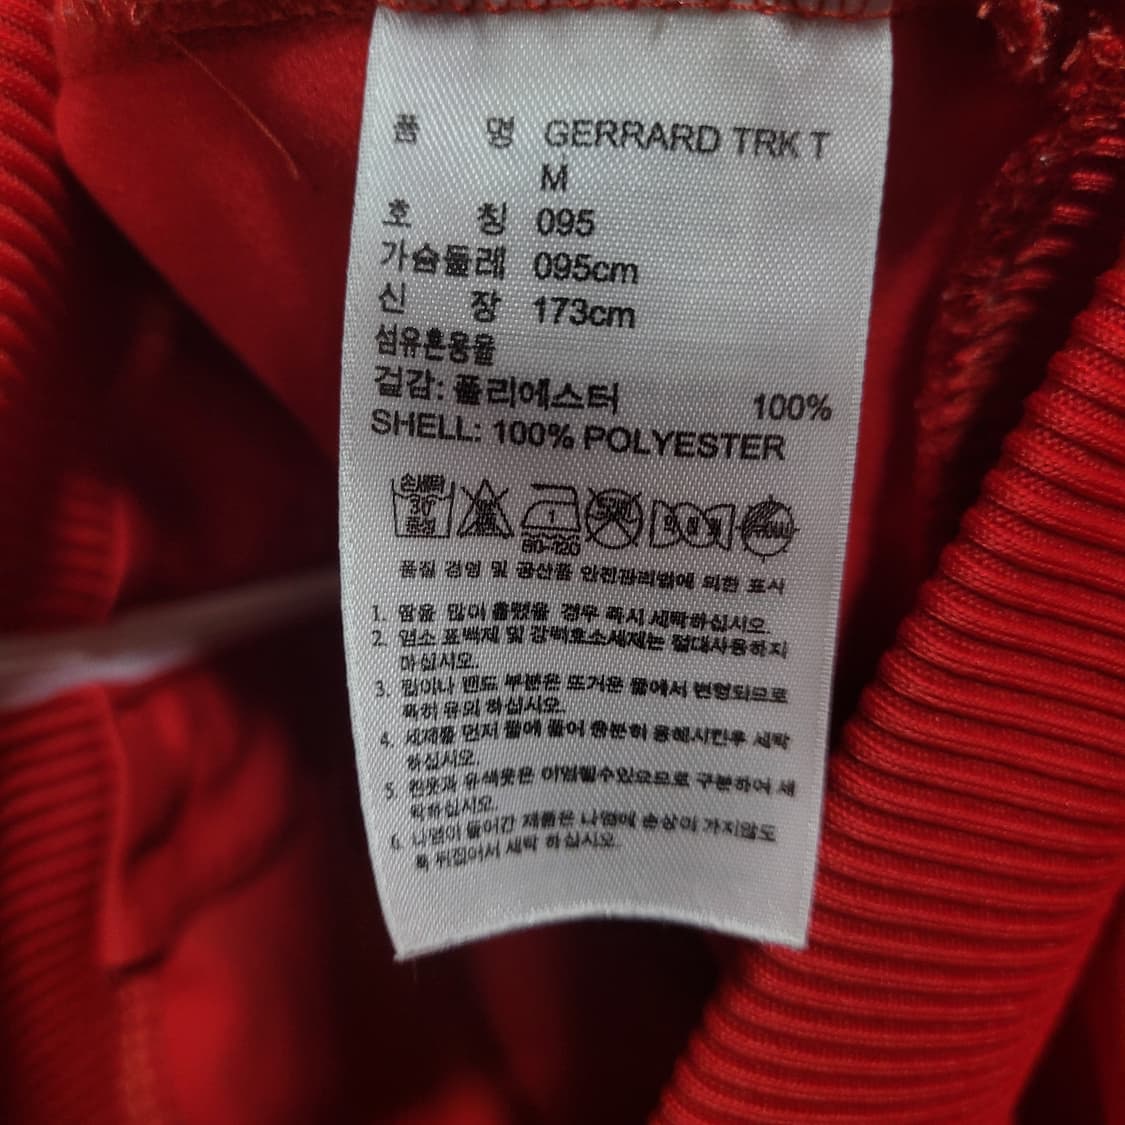 품 명 GERRARD TRK T
M
호 칭 095
가슴둘레 095cm
신 장 173cm
섬유혼용율
겉감: 폴리에스터 100%
SHELL: 100% POLYESTER
손세탁
30˚
중성
80~120
품질 경영 및 공산품 안전관리법에 의한 표시
1. 땀을 많이 흘렸을 경우 즉시 세탁하십시오.
2. 염소 표백제 및 강력효소세제는 절대사용하지
마십시오.
3. 깃이나 밴드 부분은 뜨거운 물에서 변형되므로
특히 유의 하십시오.
4. 세제를 먼저 물에 풀어 충분히 용해시킨후 세탁
하십시오.
5. 흰옷과 유색옷은 이염될수있으므로 구분하여 세
탁하십시오.
6. 나염이 들어간 제품은 나염에 손상이 가지않도
록 뒤집어서 세탁 하십시오.